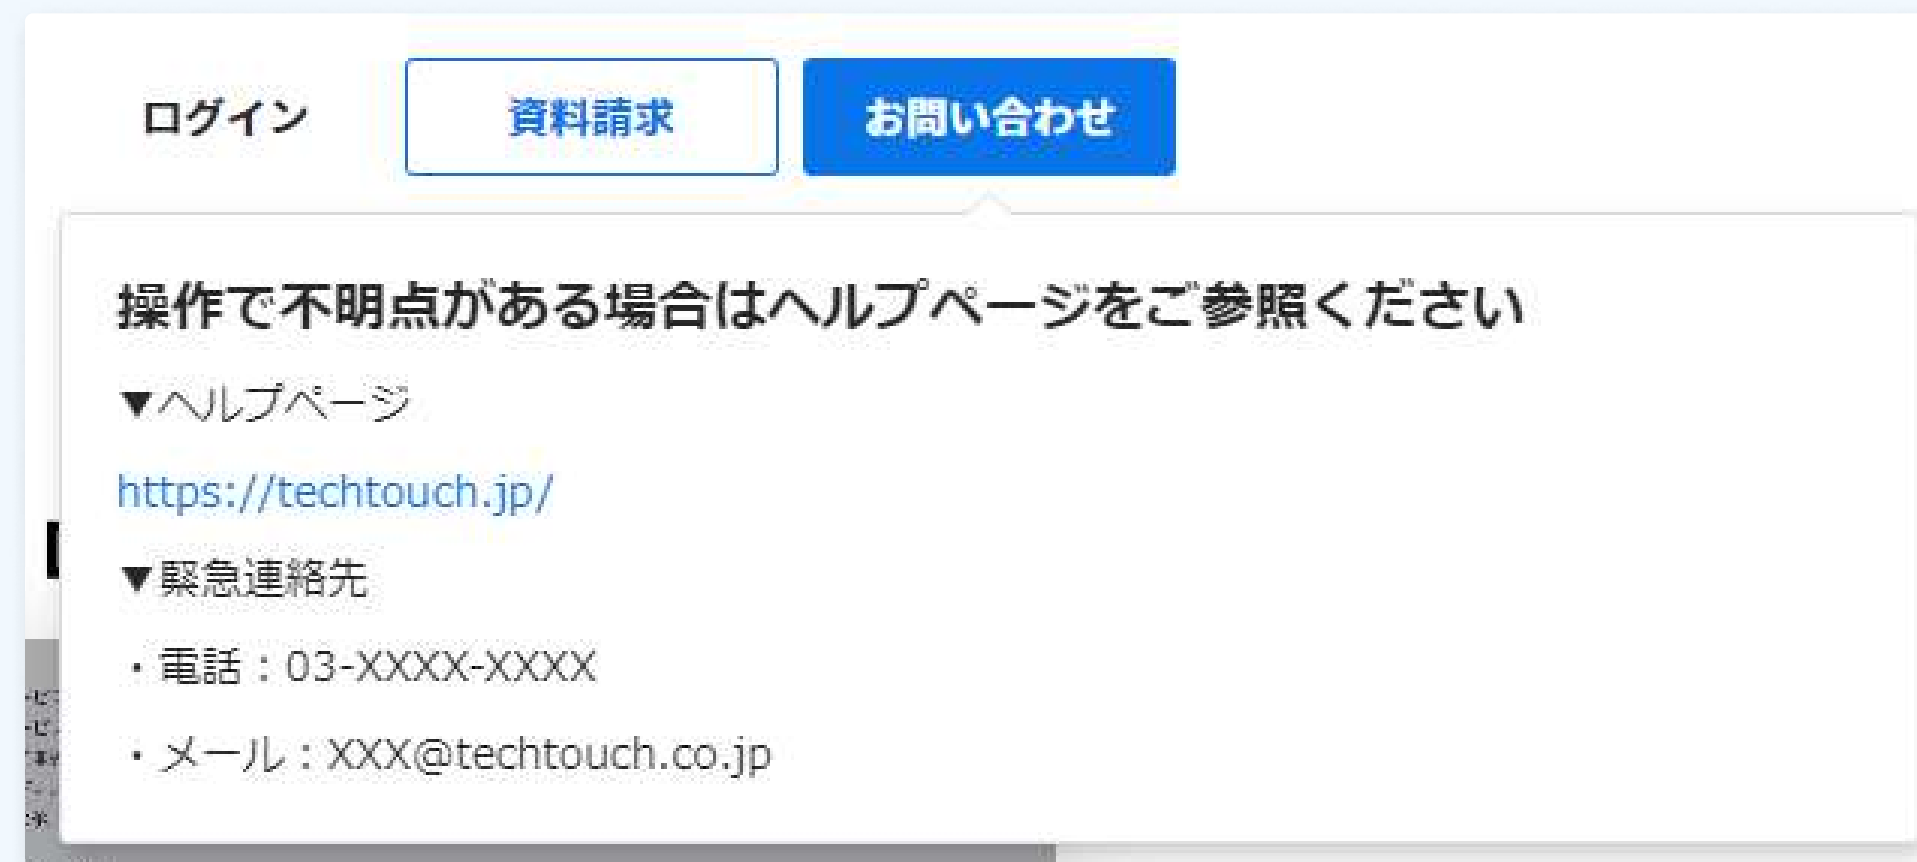 ログイン 資料請求 お問い合わせ
操作で不明点がある場合はヘルプページをご参照ください
▼ヘルプページ
https://techtouch.jp/
▼緊急連絡先
・電話：03-XXXX-XXXX
・メール：XXX@techtouch.co.jp